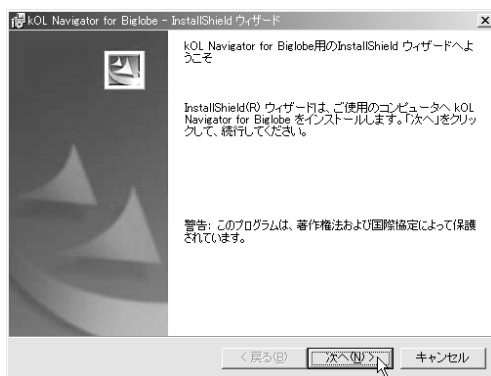 kOL Navigator for Biglobe - InstallShield ウィザード
kOL Navigator for Biglobe用のInstallShield ウィザードへよ
うこそ
InstallShield(R) ウィザードは、ご使用のコンピュータへ kOL
Navigator for Biglobe をインストールします。「次へ」をクリッ
クして、続行してください。
警告: このプログラムは、著作権法および国際協定によって保護
されています。
< 戻る(B)
次へ(N) >
キャンセル